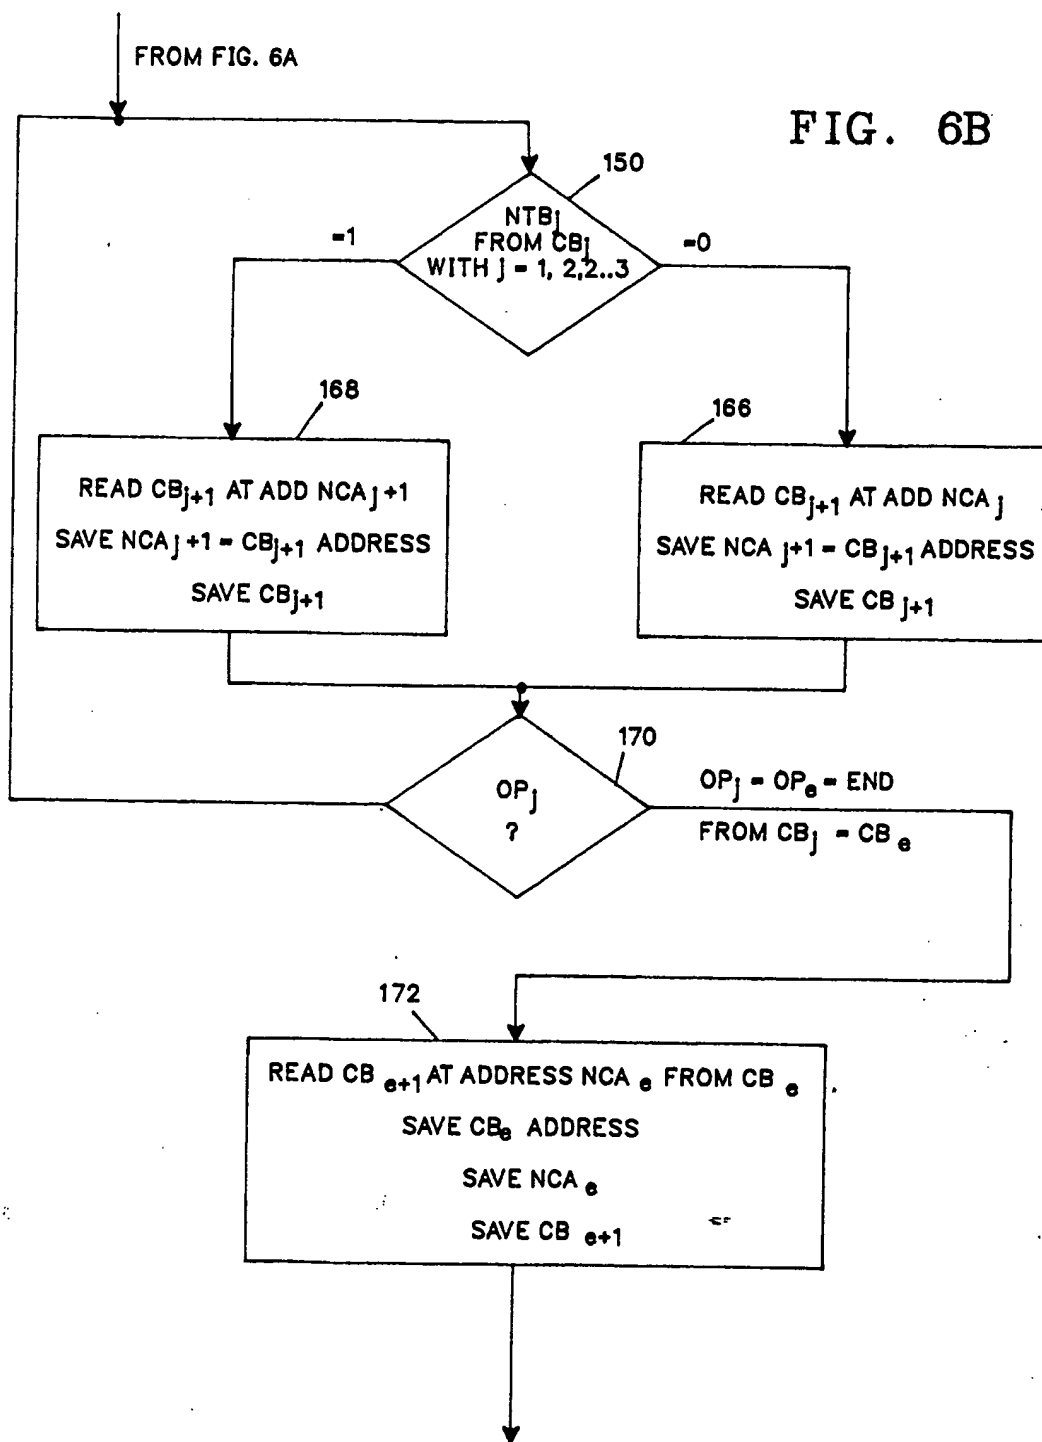 FROM FIG. 6A
FIG. 6B
150
NTBj
FROM CBj
WITH j = 1, 2,2..3
=1
=0
168
READ CBj+1 AT ADD NCAj+1
SAVE NCAj+1 = CBj+1 ADDRESS
SAVE CBj+1
166
READ CBj+1 AT ADD NCAj
SAVE NCA j+1 = CBj+1 ADDRESS
SAVE CB j+1
170
OPj
?
OPj = OPe = END
FROM CBj = CB e
172
READ CB e+1 AT ADDRESS NCA e FROM CB e
SAVE CBe ADDRESS
SAVE NCA e
SAVE CB e+1